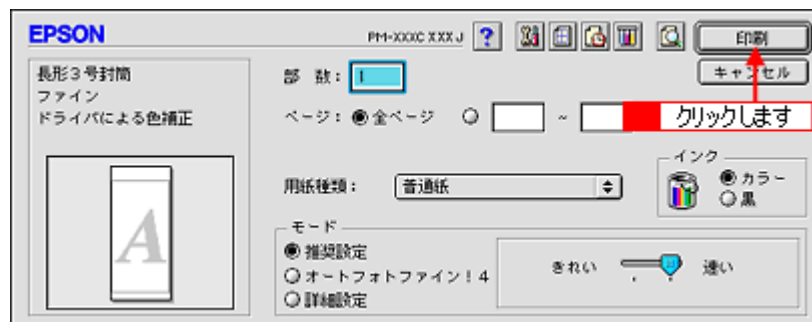 EPSON
PM-XXXC XXX J
?
印刷
キャンセル
クリックします
長形3号封筒
ファイン
ドライバによる色補正
A
部 数: 1
ページ: 全ページ ~
用紙種類: 普通紙
インク
カラー
黒
モード
推奨設定
オートフォトファイン!4
詳細設定
きれい 速い